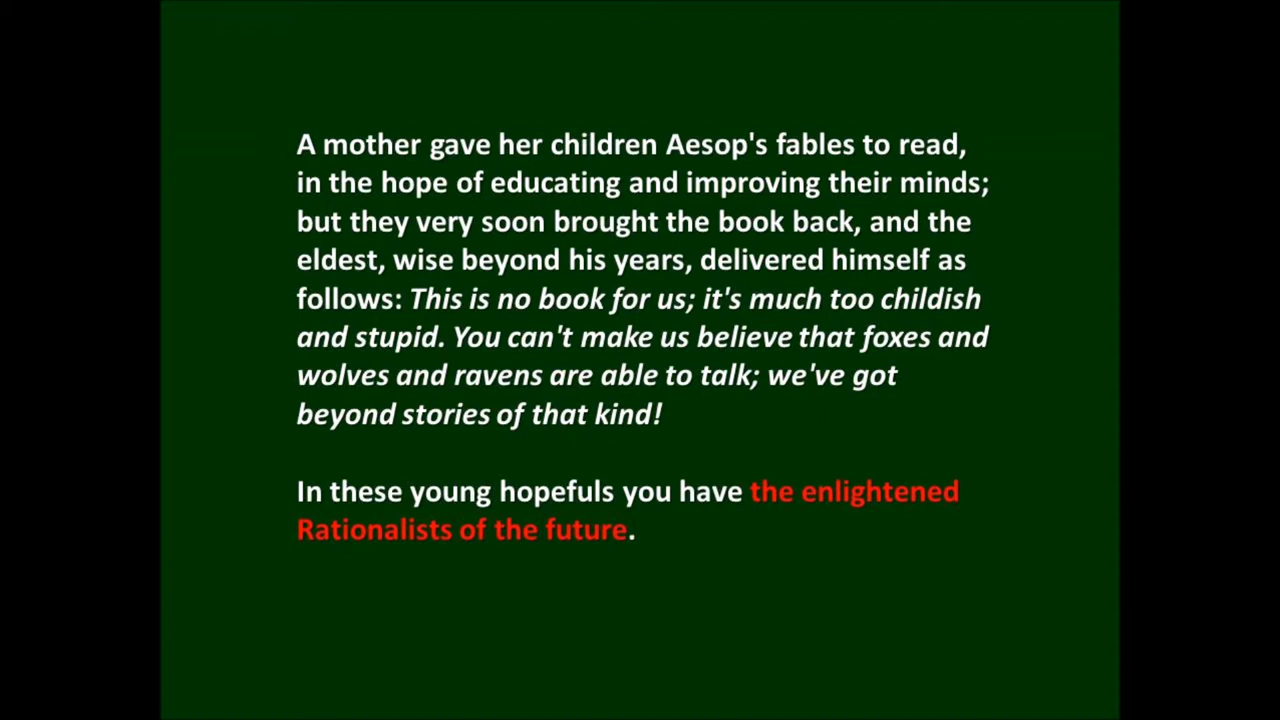 A mother gave her children Aesop's fables to read,
in the hope of educating and improving their minds;
but they very soon brought the book back, and the
eldest, wise beyond his years, delivered himself as
follows: This is no book for us; it's much too childish
and stupid. You can't make us believe that foxes and
wolves and ravens are able to talk; we've got
beyond stories of that kind!
In these young hopefuls you have the enlightened
Rationalists of the future.